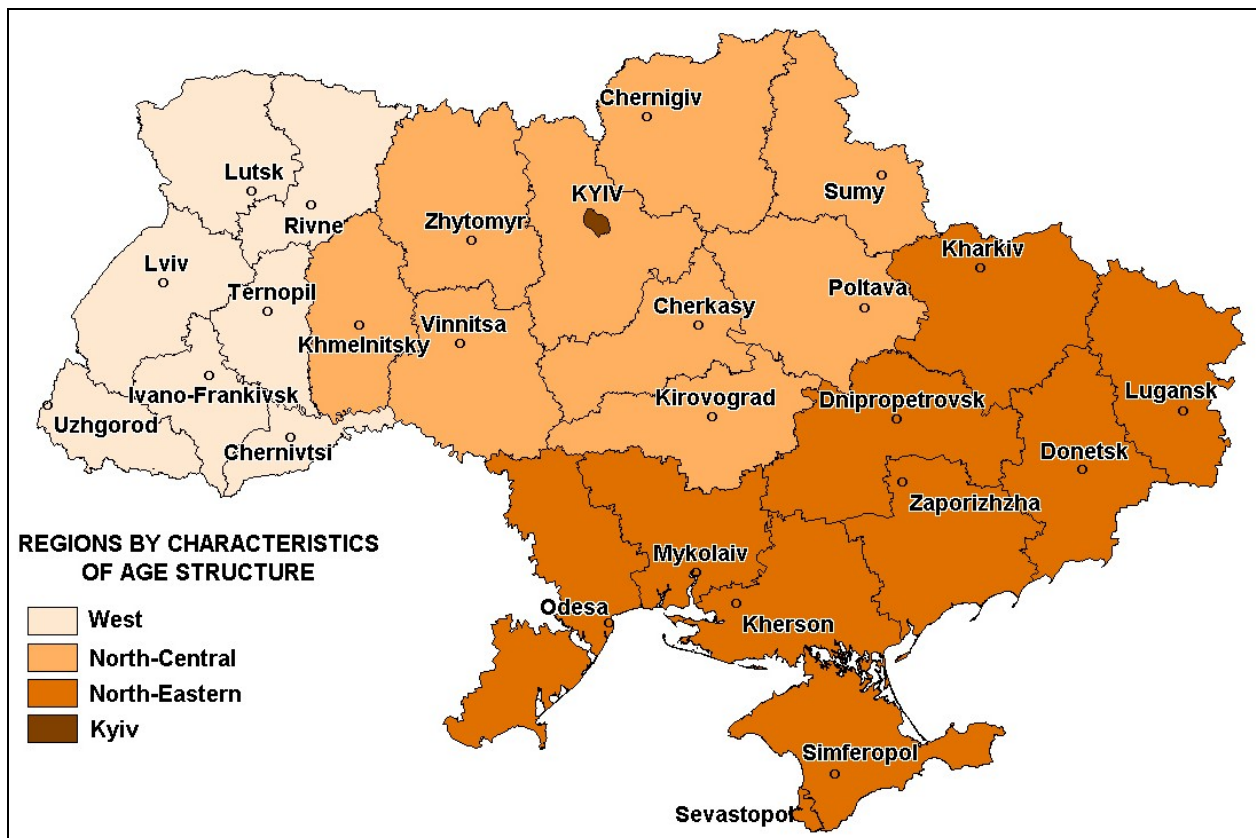 Chernigiv
Lutsk
Rivne
KYIV
Sumy
Zhytomyr
Kharkiv
Lviv
Ternopil
Poltava
Cherkasy
Vinnitsa
Khmelnitsky
Ivano-Frankivsk
Kirovograd
Dnipropetrovsk
Lugansk
Uzhgorod
Chernivtsi
Donetsk
Zaporizhzha
REGIONS BY CHARACTERISTICS
OF AGE STRUCTURE
West
North-Central
North-Eastern
Kyiv
Mykolaiv
Odesa
Kherson
Simferopol
Sevastopol